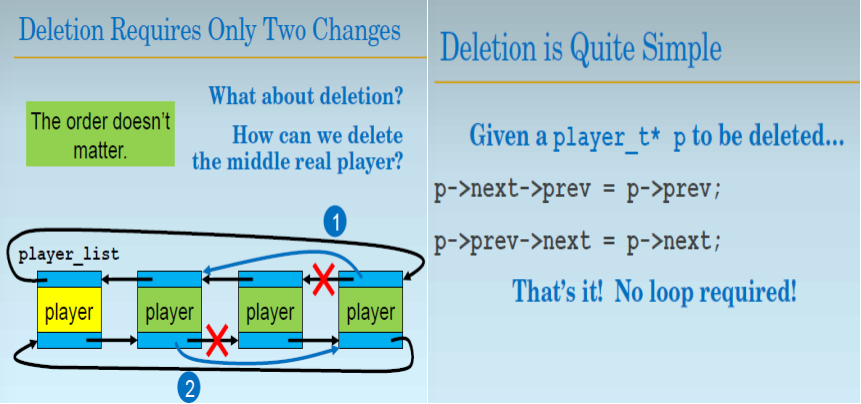 Deletion Requires Only Two Changes
What about deletion?
The order doesn't
matter.
How can we delete
the middle real player?
1
player_list
player
player
player
player
2
Deletion is Quite Simple
Given a player_t* p to be deleted...
p->next->prev = p->prev;
p->prev->next = p->next;
That's it! No loop required!